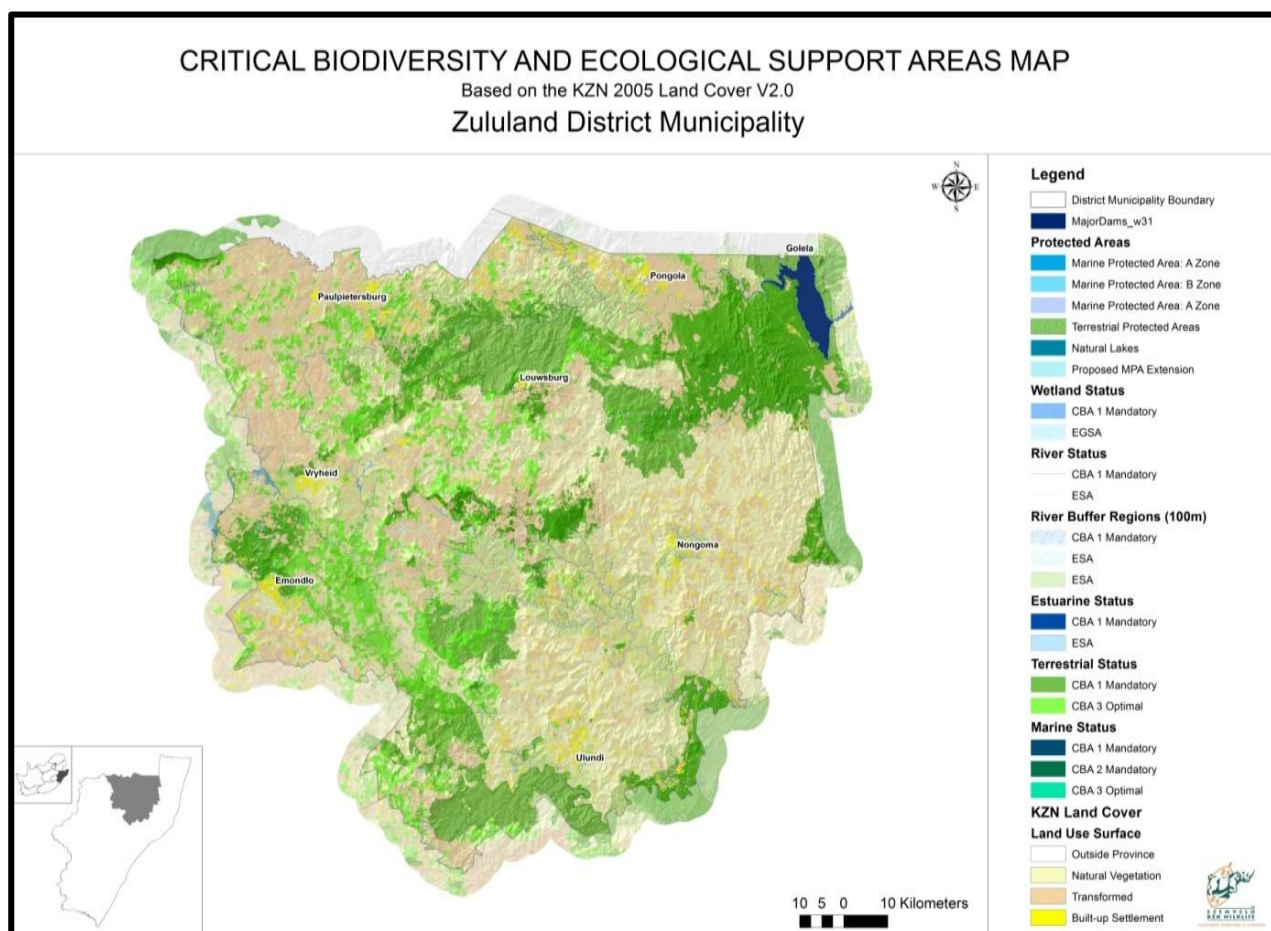 CRITICAL BIODIVERSITY AND ECOLOGICAL SUPPORT AREAS MAP
Based on the KZN 2005 Land Cover V2.0
Zululand District Municipality
N
W E
S
Golela
Pongola
Paulpietersburg
Louwsburg
Vryheid
Nongoma
Emondlo
Ulundi
10 5 0 10 Kilometers
Legend
District Municipality Boundary
MajorDams_w31
Protected Areas
Marine Protected Area: A Zone
Marine Protected Area: B Zone
Marine Protected Area: A Zone
Terrestrial Protected Areas
Natural Lakes
Proposed MPA Extension
Wetland Status
CBA 1 Mandatory
EGSA
River Status
CBA 1 Mandatory
ESA
River Buffer Regions (100m)
CBA 1 Mandatory
ESA
ESA
Estuarine Status
CBA 1 Mandatory
ESA
Terrestrial Status
CBA 1 Mandatory
CBA 3 Optimal
Marine Status
CBA 1 Mandatory
CBA 2 Mandatory
CBA 3 Optimal
KZN Land Cover
Land Use Surface
Outside Province
Natural Vegetation
Transformed
Built-up Settlement
EZEMVELO
KZN WILDLIFE